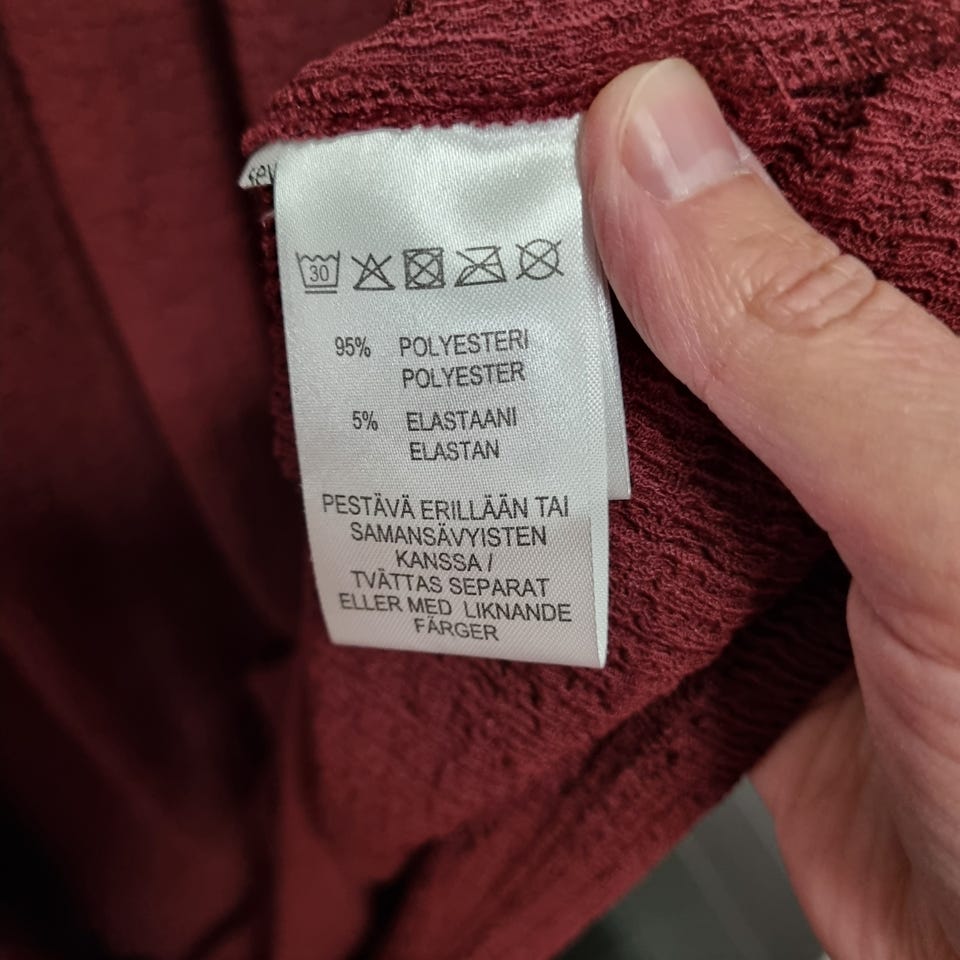 30
95% POLYESTERI
POLYESTER
5% ELASTAANI
ELASTAN
PESTÄVÄ ERILLÄÄN TAI
SAMANSÄVYISTEN
KANSSA /
TVÄTTAS SEPARAT
ELLER MED LIKNANDE
FÄRGER